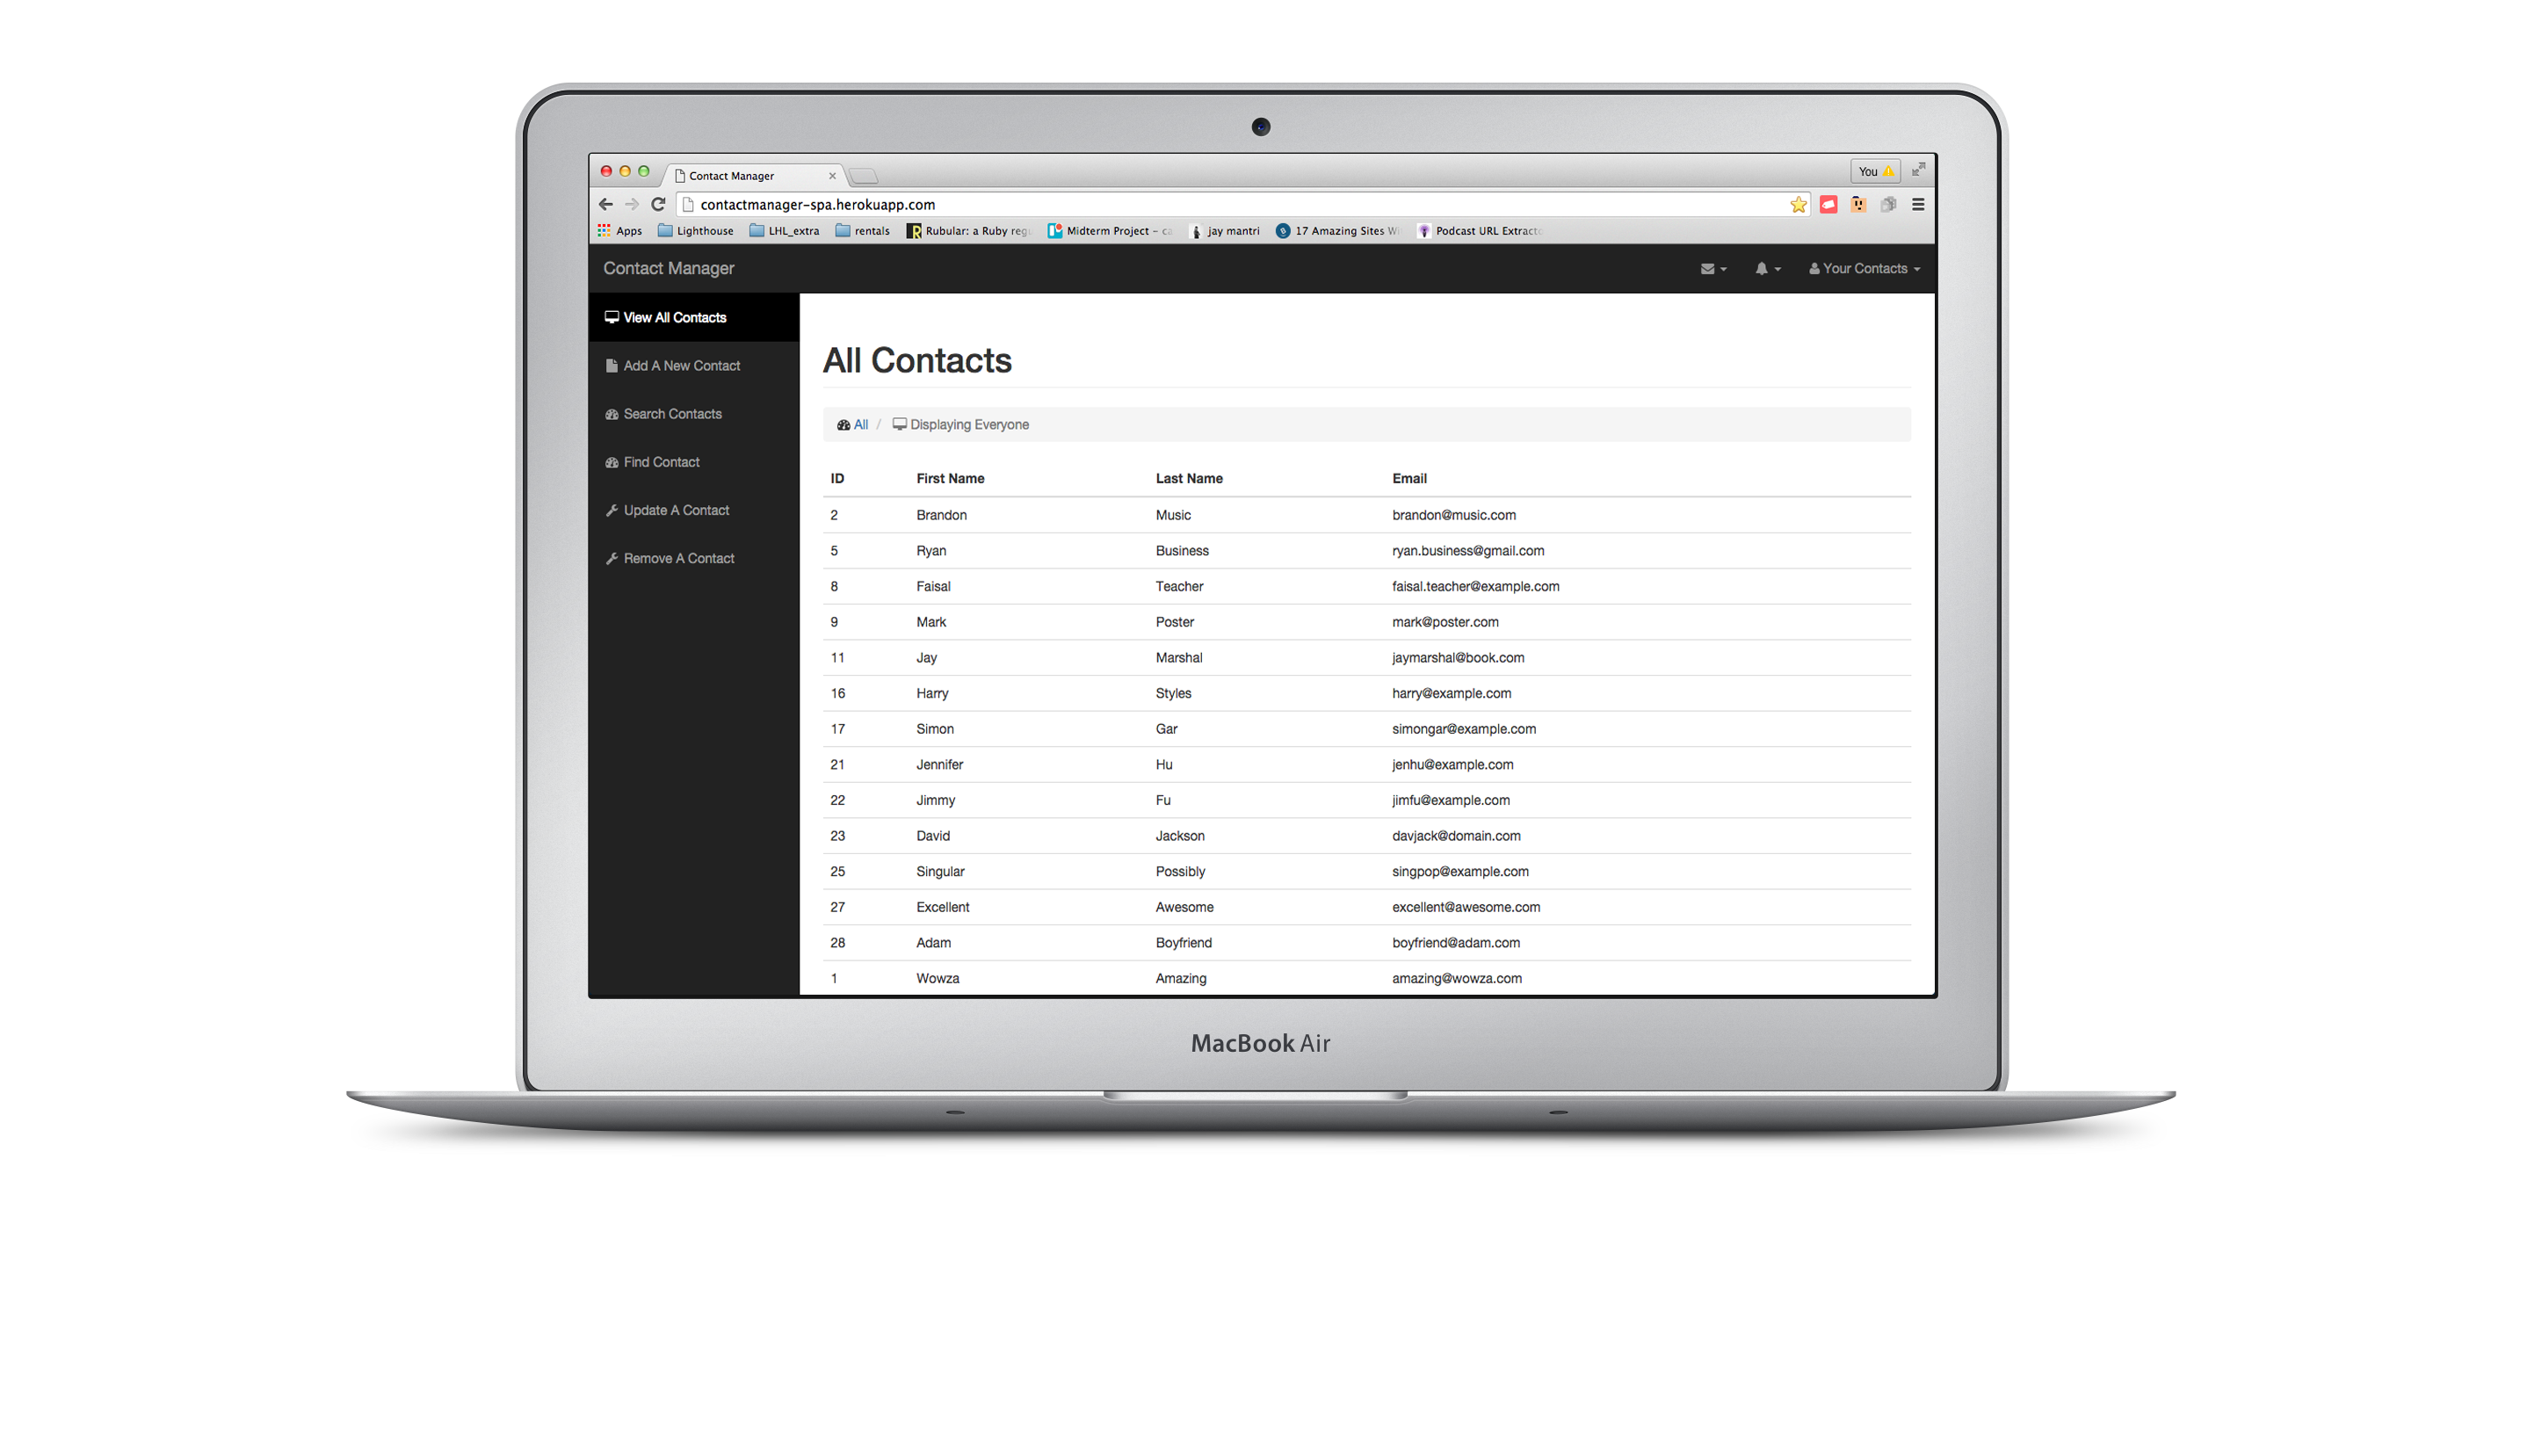 Contact Manager
You
contactmanager-spa.herokuapp.com
Apps Lighthouse LHL_extra rentals Rubular: a Ruby Midterm Project – jay mantri 17 Amazing Sites Podcast URL
Contact Manager Your Contacts
View All Contacts
Add A New Contact
Search Contacts
Find Contact
Update A Contact
Remove A Contact
All Contacts
All / Displaying Everyone
ID First Name Last Name Email
2 Brandon Music brandon@music.com
5 Ryan Business ryan.business@gmail.com
8 Faisal Teacher faisal.teacher@example.com
9 Mark Poster mark@poster.com
11 Jay Marshal jaymarshal@book.com
16 Harry Styles harry@example.com
17 Simon Gar simongar@example.com
21 Jennifer Hu jenhu@example.com
22 Jimmy Fu jimfu@example.com
23 David Jackson davjack@domain.com
25 Singular Possibly singpop@example.com
27 Excellent Awesome excellent@awesome.com
28 Adam Boyfriend boyfriend@adam.com
1 Wowza Amazing amazing@wowza.com
MacBook Air